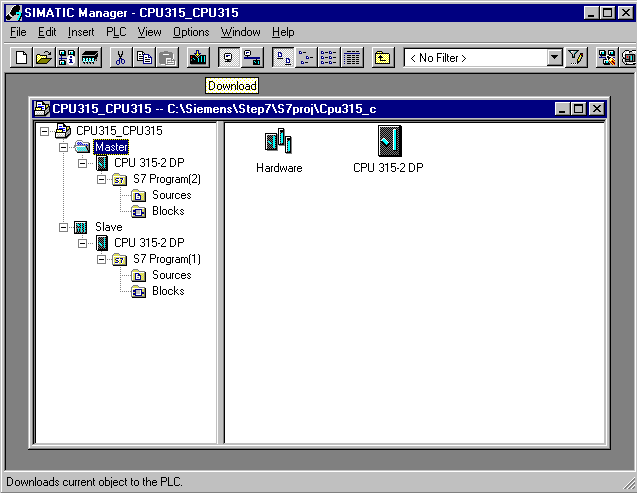 SIMATIC Manager - CPU315_CPU315
File Edit Insert PLC View Options Window Help
< No Filter>
Download
CPU315_CPU315 -- C:\Siemens\Step7\S7proj\Cpu315_c
CPU315_CPU315
Master
CPU 315-2 DP
S7 Program(2)
Sources
Blocks
Slave
CPU 315-2 DP
S7 Program(1)
Sources
Blocks
Hardware
CPU 315-2 DP
Downloads current object to the PLC.